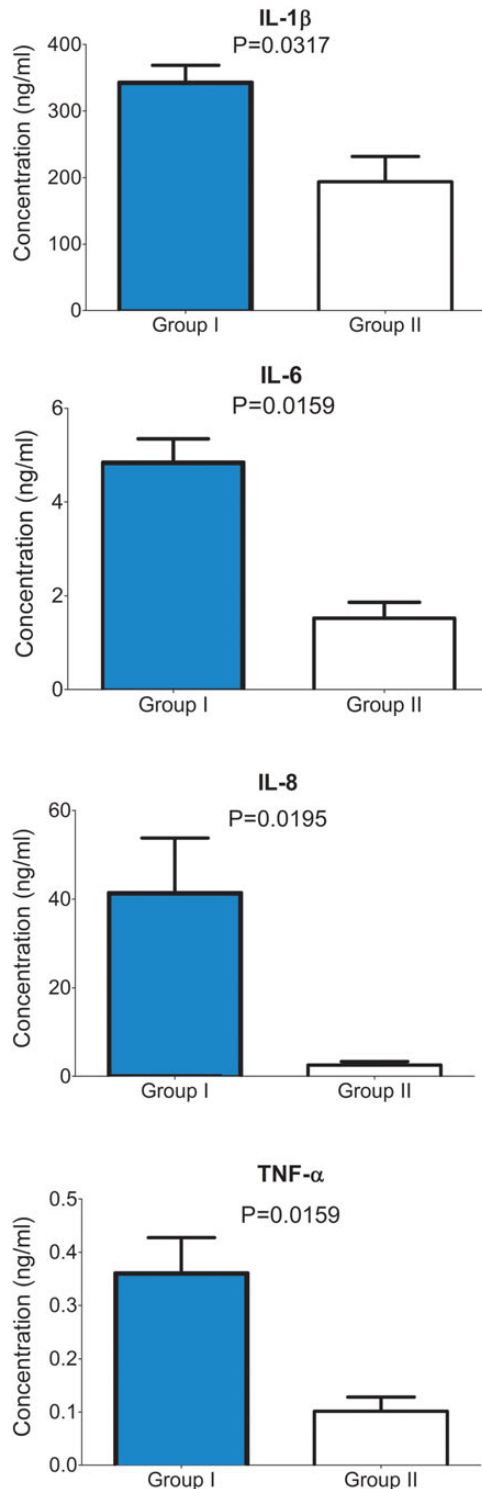 IL-1β
P=0.0317
Concentration (ng/ml)
400
300
200
100
0
Group I Group II
IL-6
P=0.0159
Concentration (ng/ml)
6
4
2
0
Group I Group II
IL-8
P=0.0195
Concentration (ng/ml)
60
40
20
0
Group I Group II
TNF-α
P=0.0159
Concentration (ng/ml)
0.5
0.4
0.3
0.2
0.1
0.0
Group I Group II